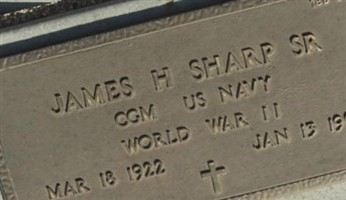 JAMES H SHARP SR
CGM US NAVY
WORLD WAR II
MAR 18 1922 JAN 13